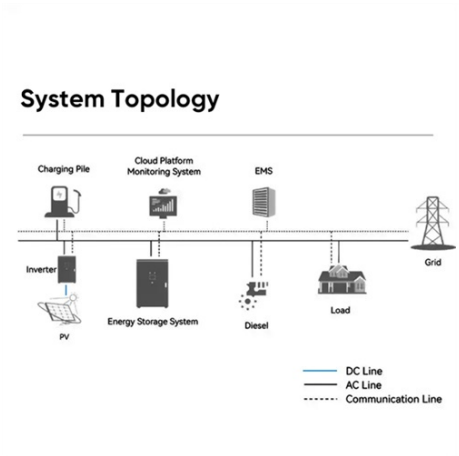 System Topology
Charging Pile
Cloud Platform
Monitoring System
EMS
Inverter
Grid
PV
Energy Storage System
Diesel
Load
DC Line
AC Line
Communication Line